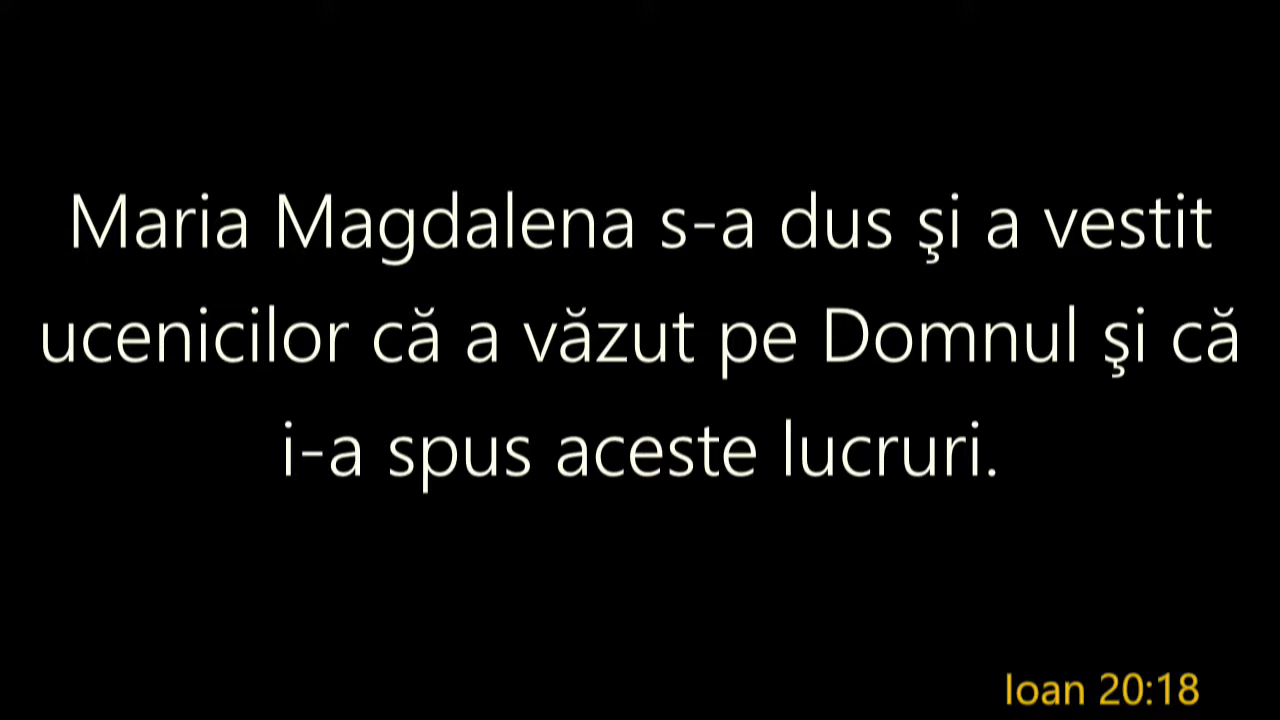 Maria Magdalena s-a dus şi a vestit
ucenicilor că a văzut pe Domnul şi că
i-a spus aceste lucruri.
Ioan 20:18